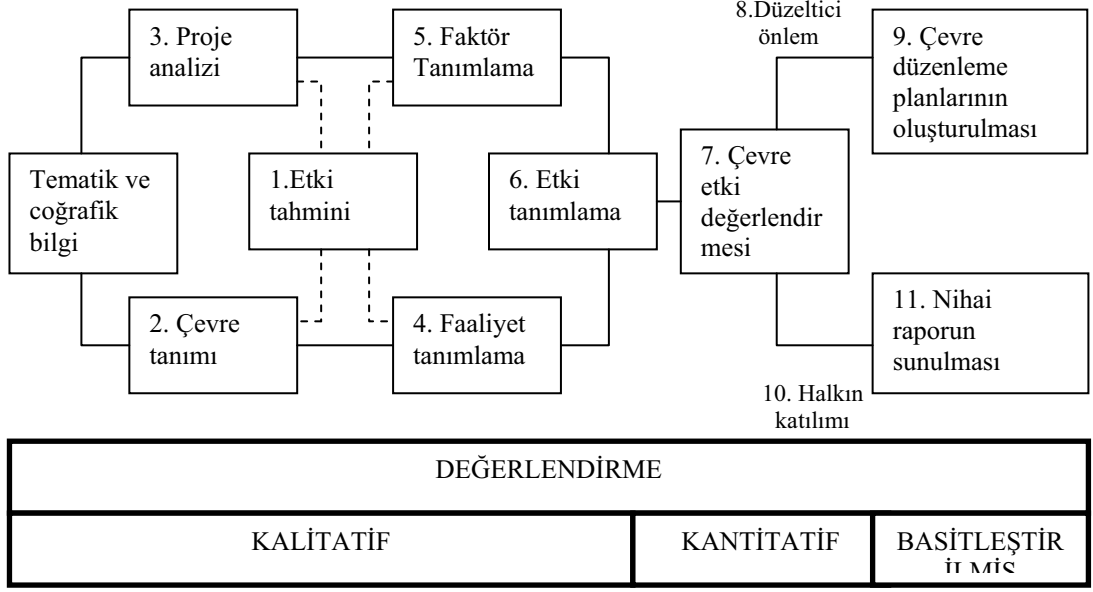 3. Proje
analizi
5. Faktör
Tanımlama
8.Düzeltici
önlem
9. Çevre
düzenleme
planlarının
oluşturulması
Tematik ve
coğrafik
bilgi
1.Etki
tahmini
6. Etki
tanımlama
7. Çevre
etki
değerlendir
mesi
2. Çevre
tanımı
4. Faaliyet
tanımlama
11. Nihai
raporun
sunulması
10. Halkın
katılımı
DEĞERLENDİRME
KALİTATİF
KANTİTATİF
BASİTLEŞTİR
İLMİŞ